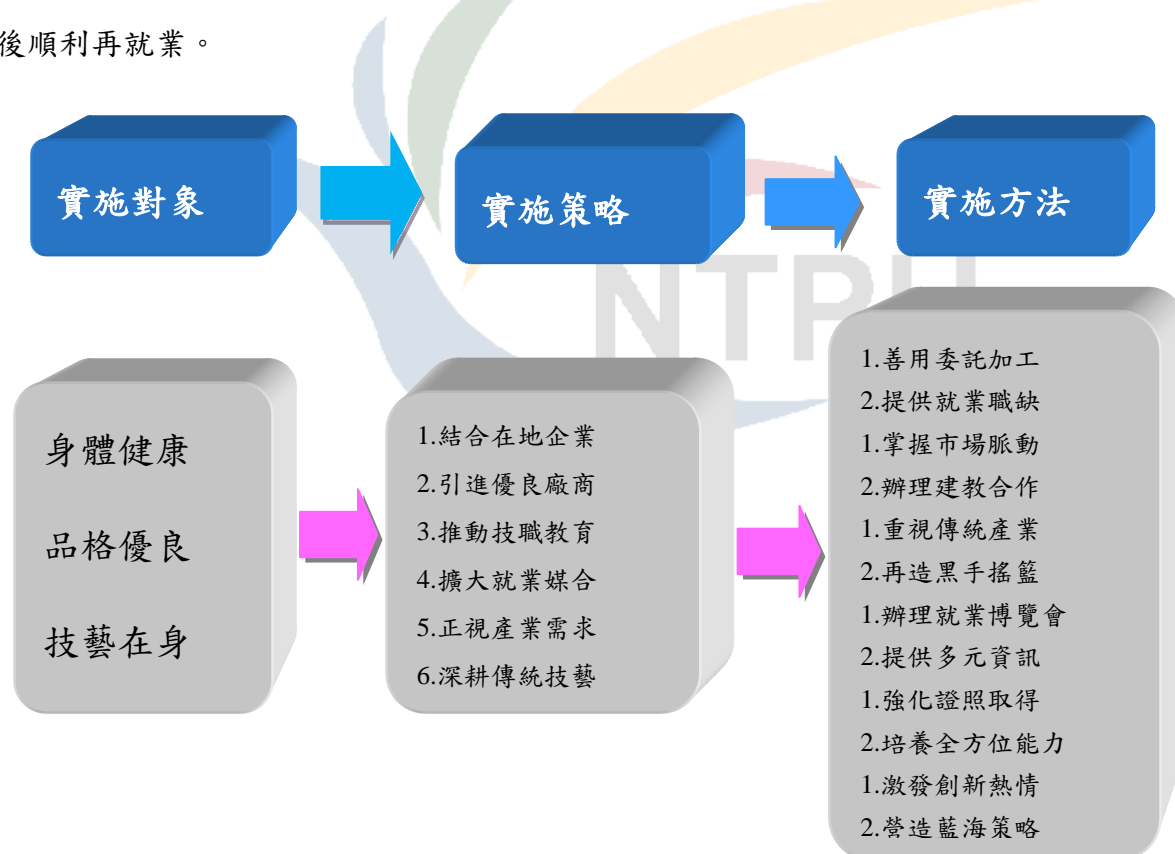 後順利再就業。
實施對象
實施策略
實施方法
NTPU
身體健康
品格優良
技藝在身
1.結合在地企業
2.引進優良廠商
3.推動技職教育
4.擴大就業媒合
5.正視產業需求
6.深耕傳統技藝
1.善用委託加工
2.提供就業職缺
1.掌握市場脈動
2.辦理建教合作
1.重視傳統產業
2.再造黑手搖籃
1.辦理就業博覽會
2.提供多元資訊
1.強化證照取得
2.培養全方位能力
1.激發創新熱情
2.營造藍海策略